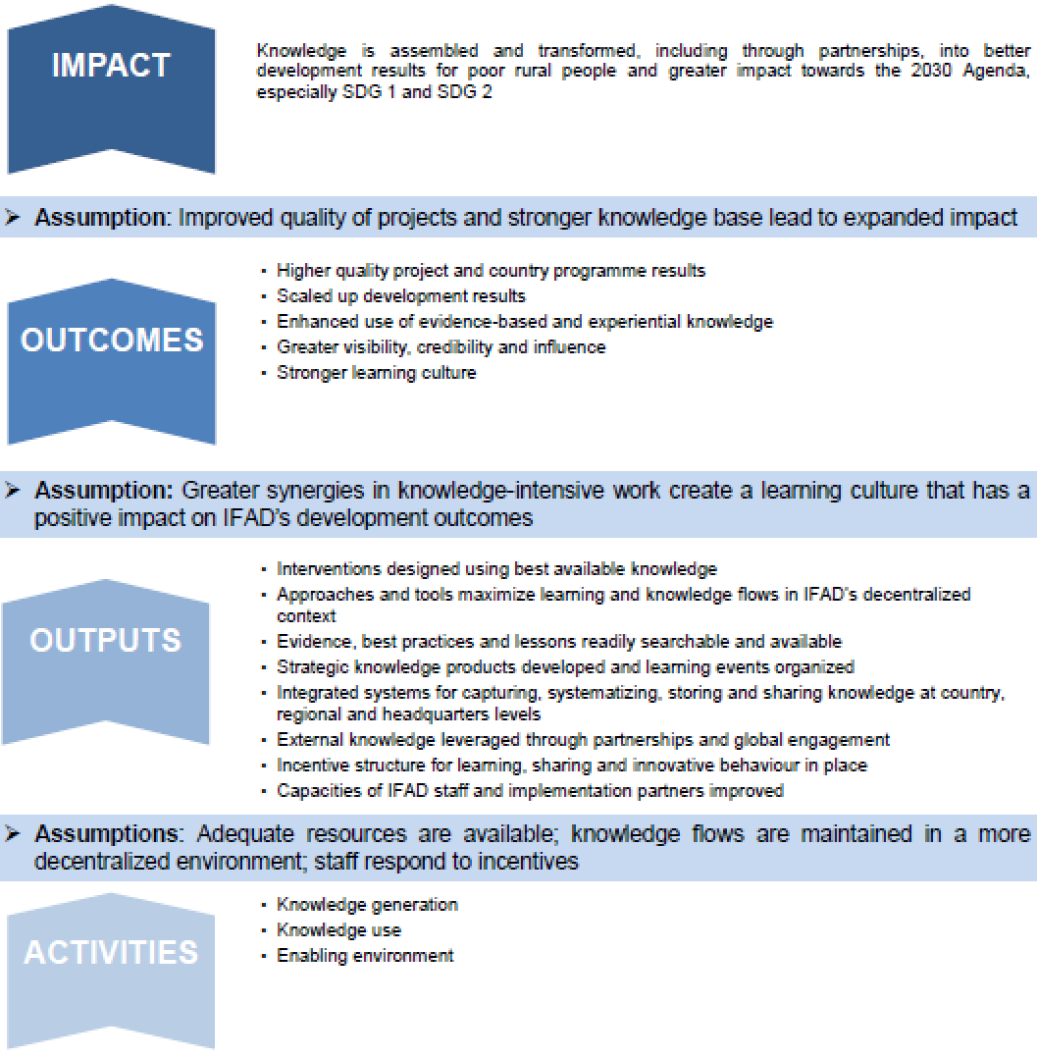 IMPACT
Knowledge is assembled and transformed, including through partnerships, into better
development results for poor rural people and greater impact towards the 2030 Agenda,
especially SDG 1 and SDG 2
➤ Assumption: Improved quality of projects and stronger knowledge base lead to expanded impact
OUTCOMES
▪ Higher quality project and country programme results
▪ Scaled up development results
▪ Enhanced use of evidence-based and experiential knowledge
▪ Greater visibility, credibility and influence
▪ Stronger learning culture
➤ Assumption: Greater synergies in knowledge-intensive work create a learning culture that has a
positive impact on IFAD's development outcomes
OUTPUTS
▪ Interventions designed using best available knowledge
▪ Approaches and tools maximize learning and knowledge flows in IFAD's decentralized
context
▪ Evidence, best practices and lessons readily searchable and available
▪ Strategic knowledge products developed and learning events organized
▪ Integrated systems for capturing, systematizing, storing and sharing knowledge at country,
regional and headquarters levels
▪ External knowledge leveraged through partnerships and global engagement
▪ Incentive structure for learning, sharing and innovative behaviour in place
▪ Capacities of IFAD staff and implementation partners improved
➤ Assumptions: Adequate resources are available; knowledge flows are maintained in a more
decentralized environment; staff respond to incentives
ACTIVITIES
▪ Knowledge generation
▪ Knowledge use
▪ Enabling environment